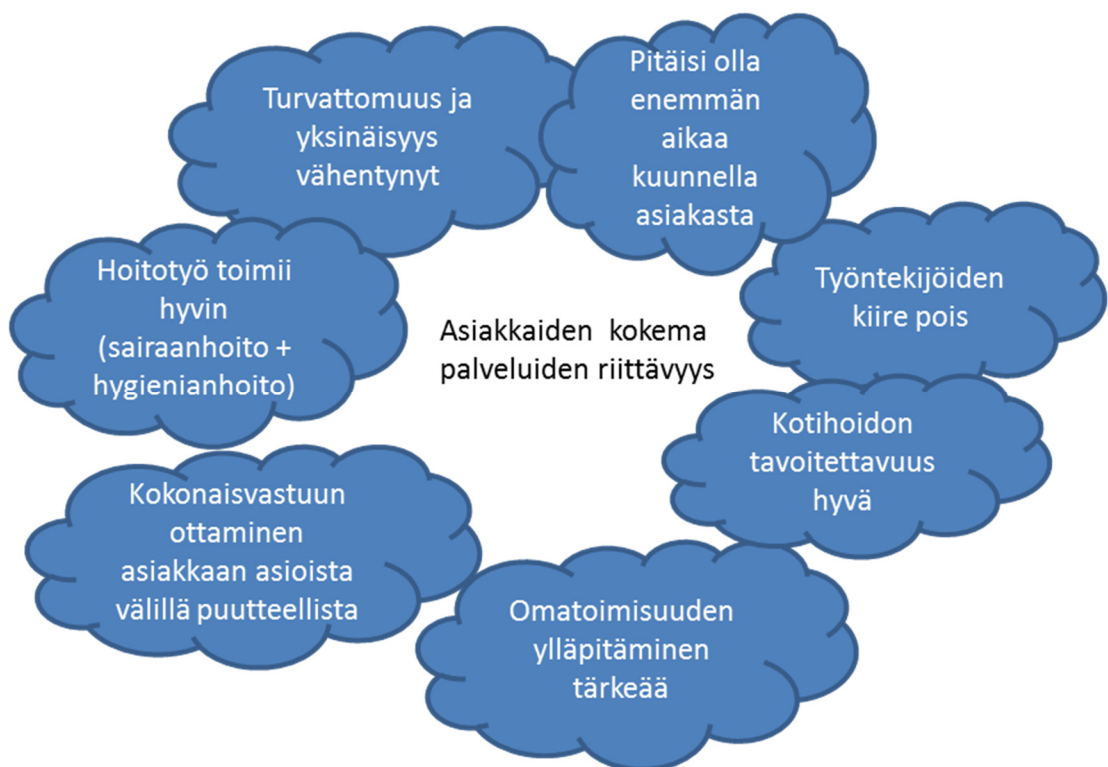 Turvattomuus ja
yksinäisyys
vähentynyt
Pitäisi olla
enemmän
aikaa
kuunnella
asiakasta
Työntekijöiden
kiire pois
Kotihoidon
tavoitettavuus
hyvä
Omatoimisuuden
ylläpitäminen
tärkeää
Kokonaisvastuun
ottaminen
asiakkaan asioista
välillä puutteellista
Hoitotyö toimii
hyvin
(sairaanhoito +
hygienianhoito)
Asiakkaiden kokema
palveluiden riittävyys